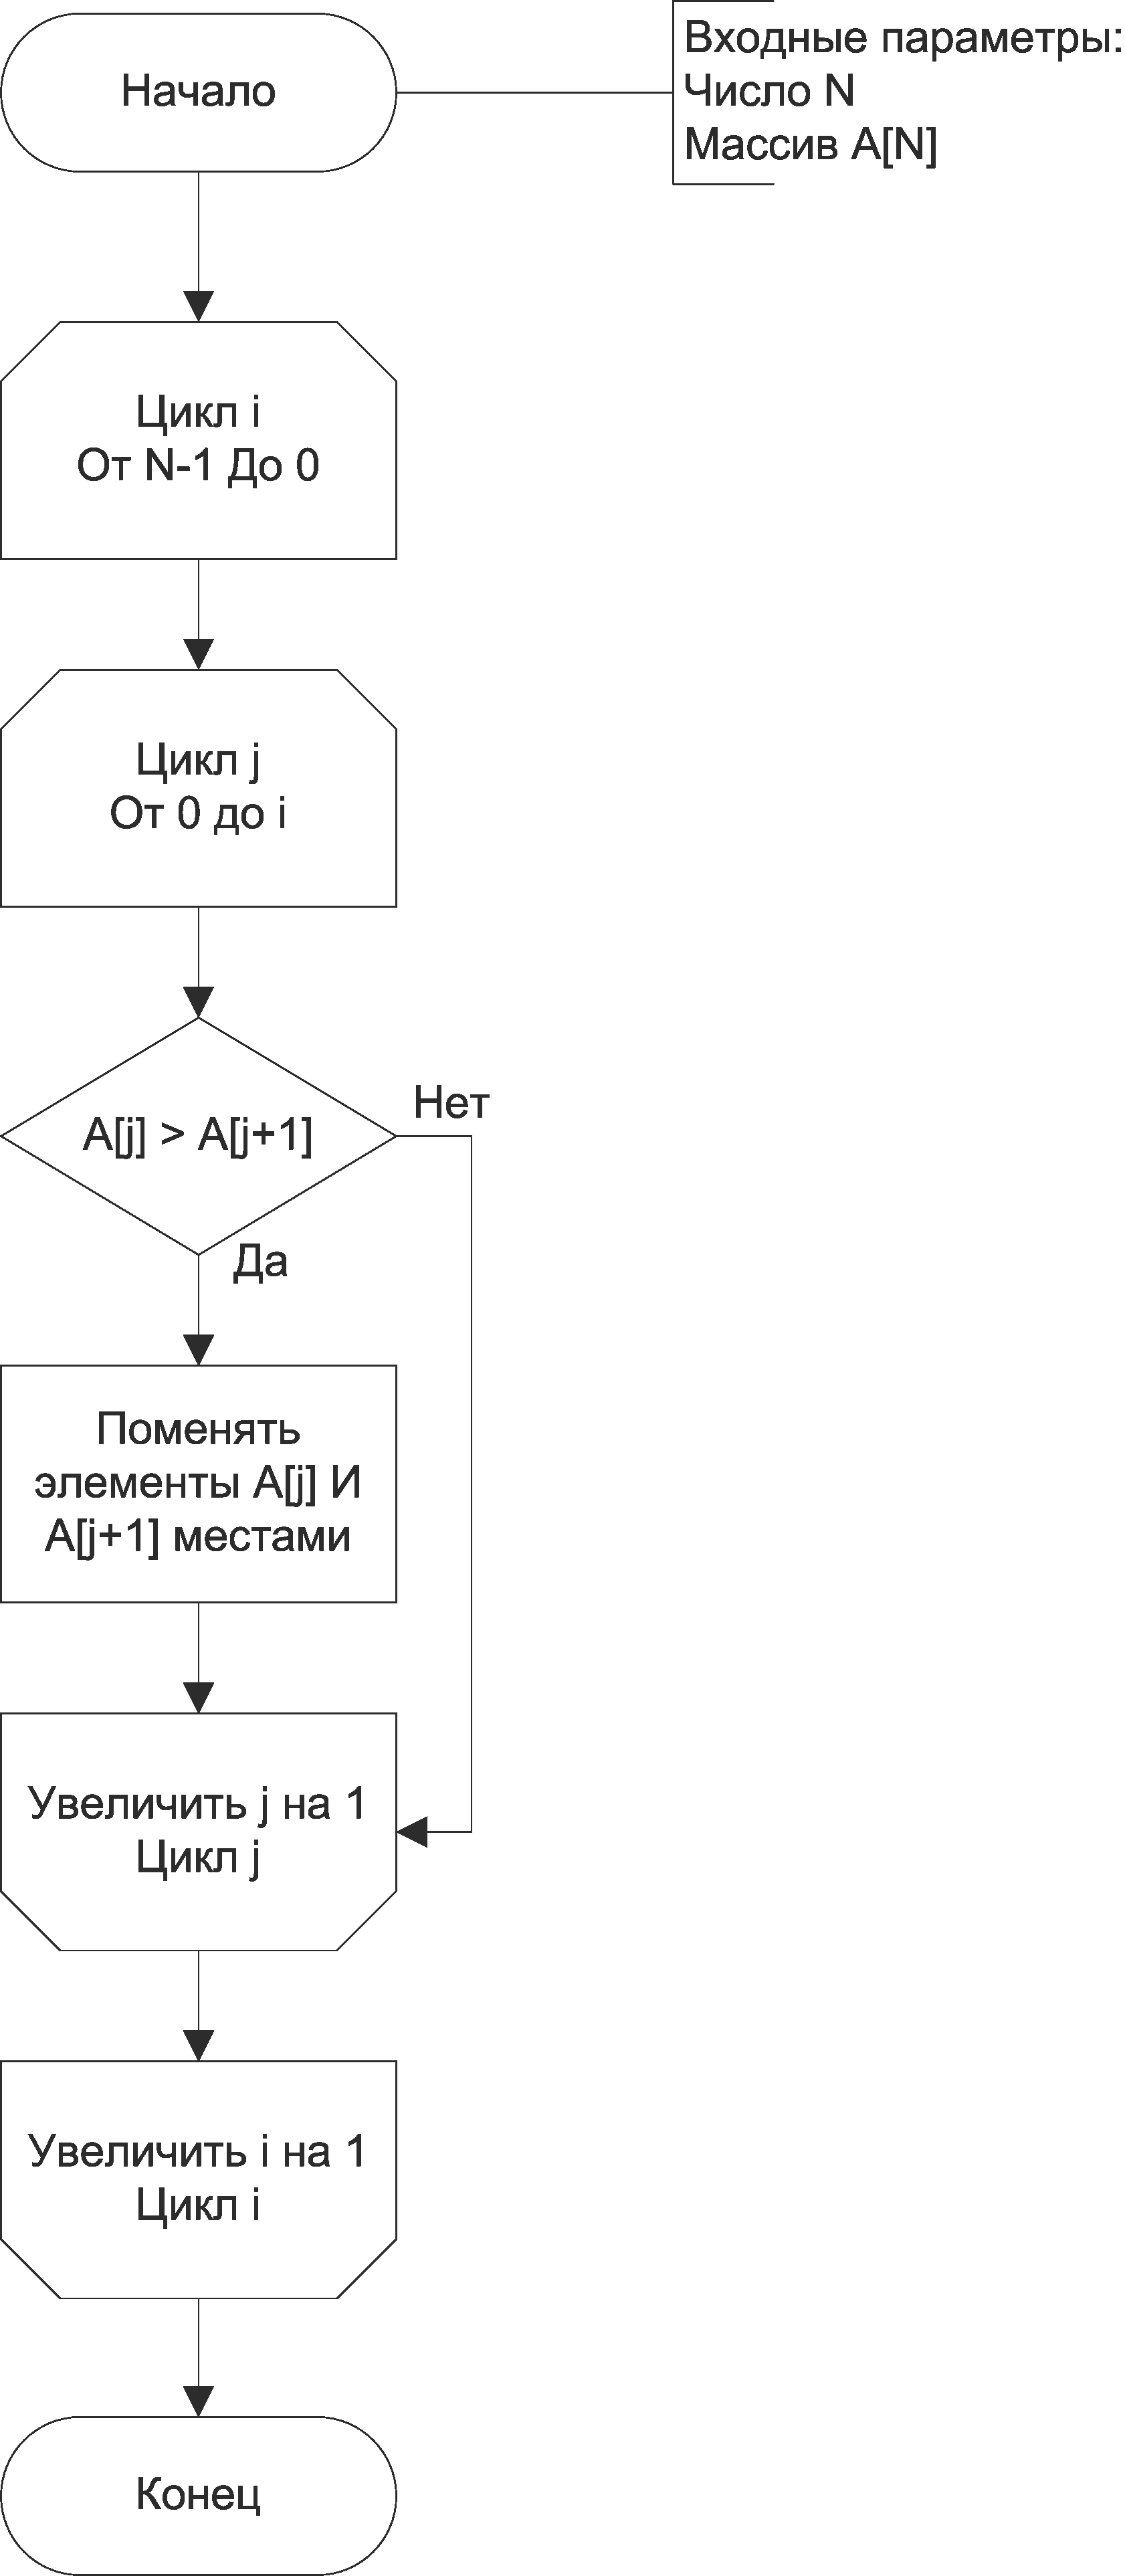 Начало
Входные параметры:
Число N
Массив A[N]
Цикл i
От N-1 До 0
Цикл j
От 0 до i
A[j] > A[j+1]
Нет
Да
Поменять
элементы A[j] И
A[j+1] местами
Увеличить j на 1
Цикл j
Увеличить i на 1
Цикл i
Конец